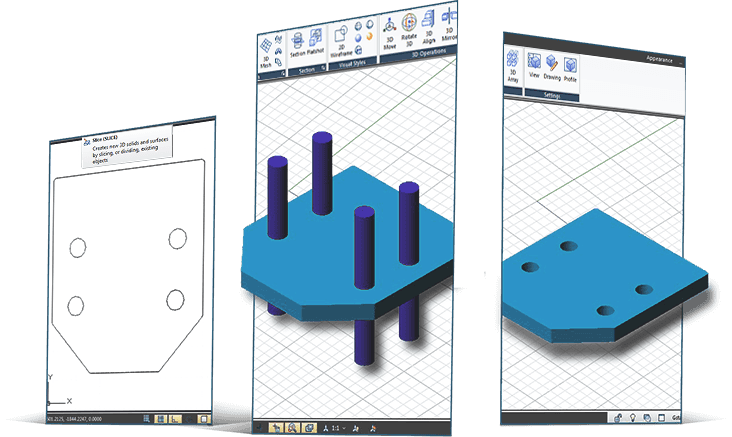 Slice (SLICE)
Creates new 3D solids and surfaces
by slicing, or dividing, existing
objects
Y
X
3D
Mesh
Section Flatshot
Section
2D
Wireframe
Visual Styles
3D
Move
Rotate
3D
3D
Align
3D
Mirror
3D Operations
1:1
Appearance
3D
Array
View
Drawing
Profile
Settings